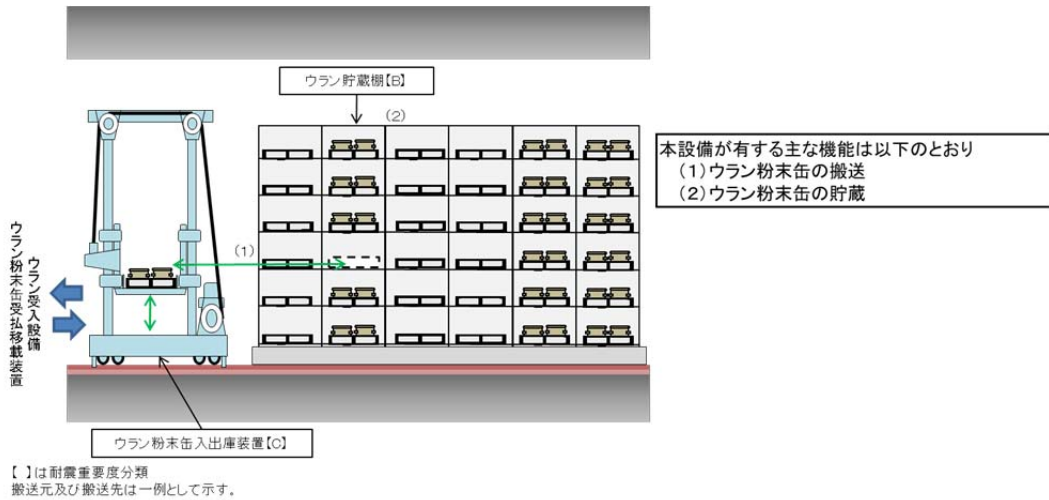 ウラン貯蔵棚【B】
(2)
本設備が有する主な機能は以下のとおり
(1)ウラン粉末缶の搬送
(2)ウラン粉末缶の貯蔵
(1)
ウラン受入設備
ウラン粉末缶受払移載装置
ウラン粉末缶入出庫装置【C】
【 】は耐震重要度分類
搬送元及び搬送先は一例として示す。